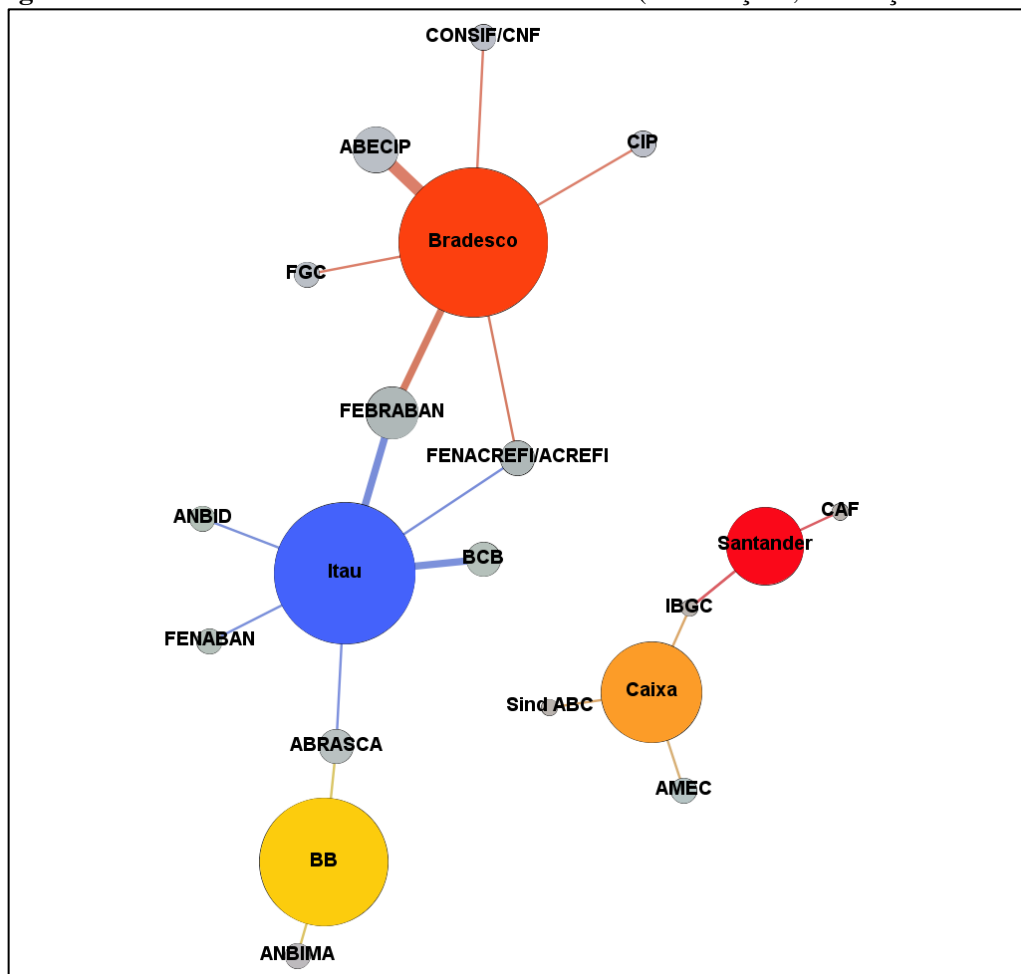 CONSIF/CNF
ABECIP
CIP
Bradesco
FGC
FEBRABAN
FENACREFI/ACREFI
ANBID
CAF
Santander
BCB
Itau
IBGC
FENABAN
Caixa
Sind ABC
ABRASCA
AMEC
BB
ANBIMA